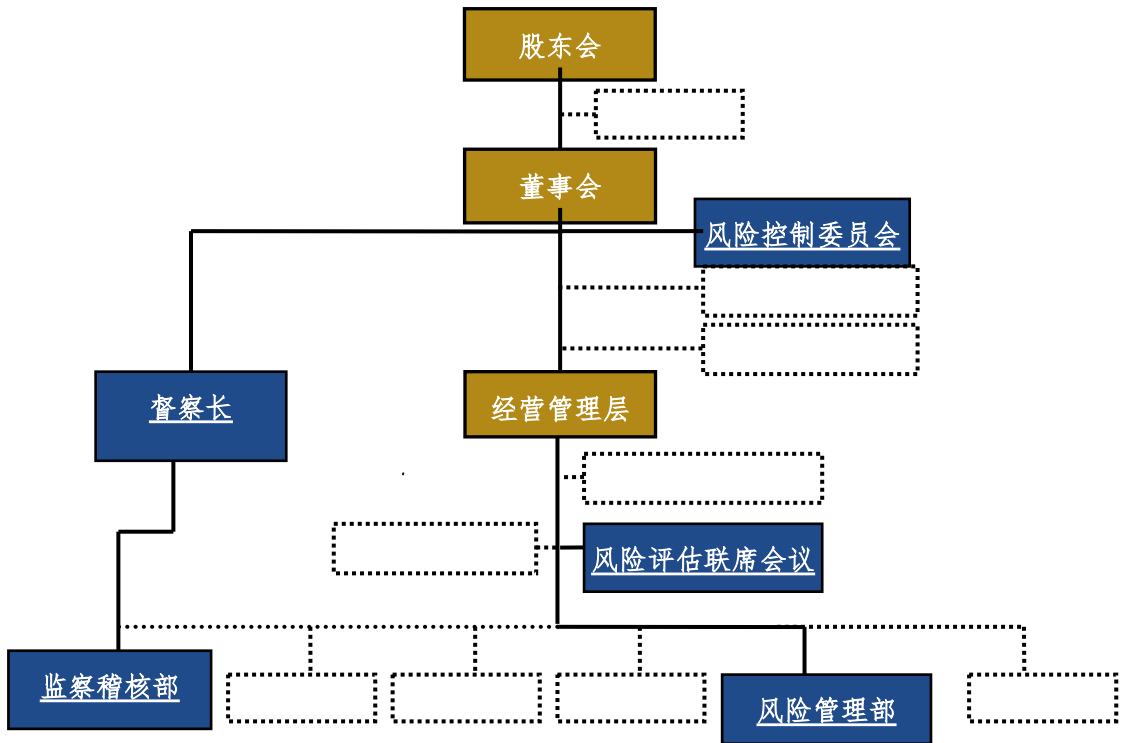 股东会
董事会
风险控制委员会
督察长
经营管理层
风险评估联席会议
监察稽核部
风险管理部